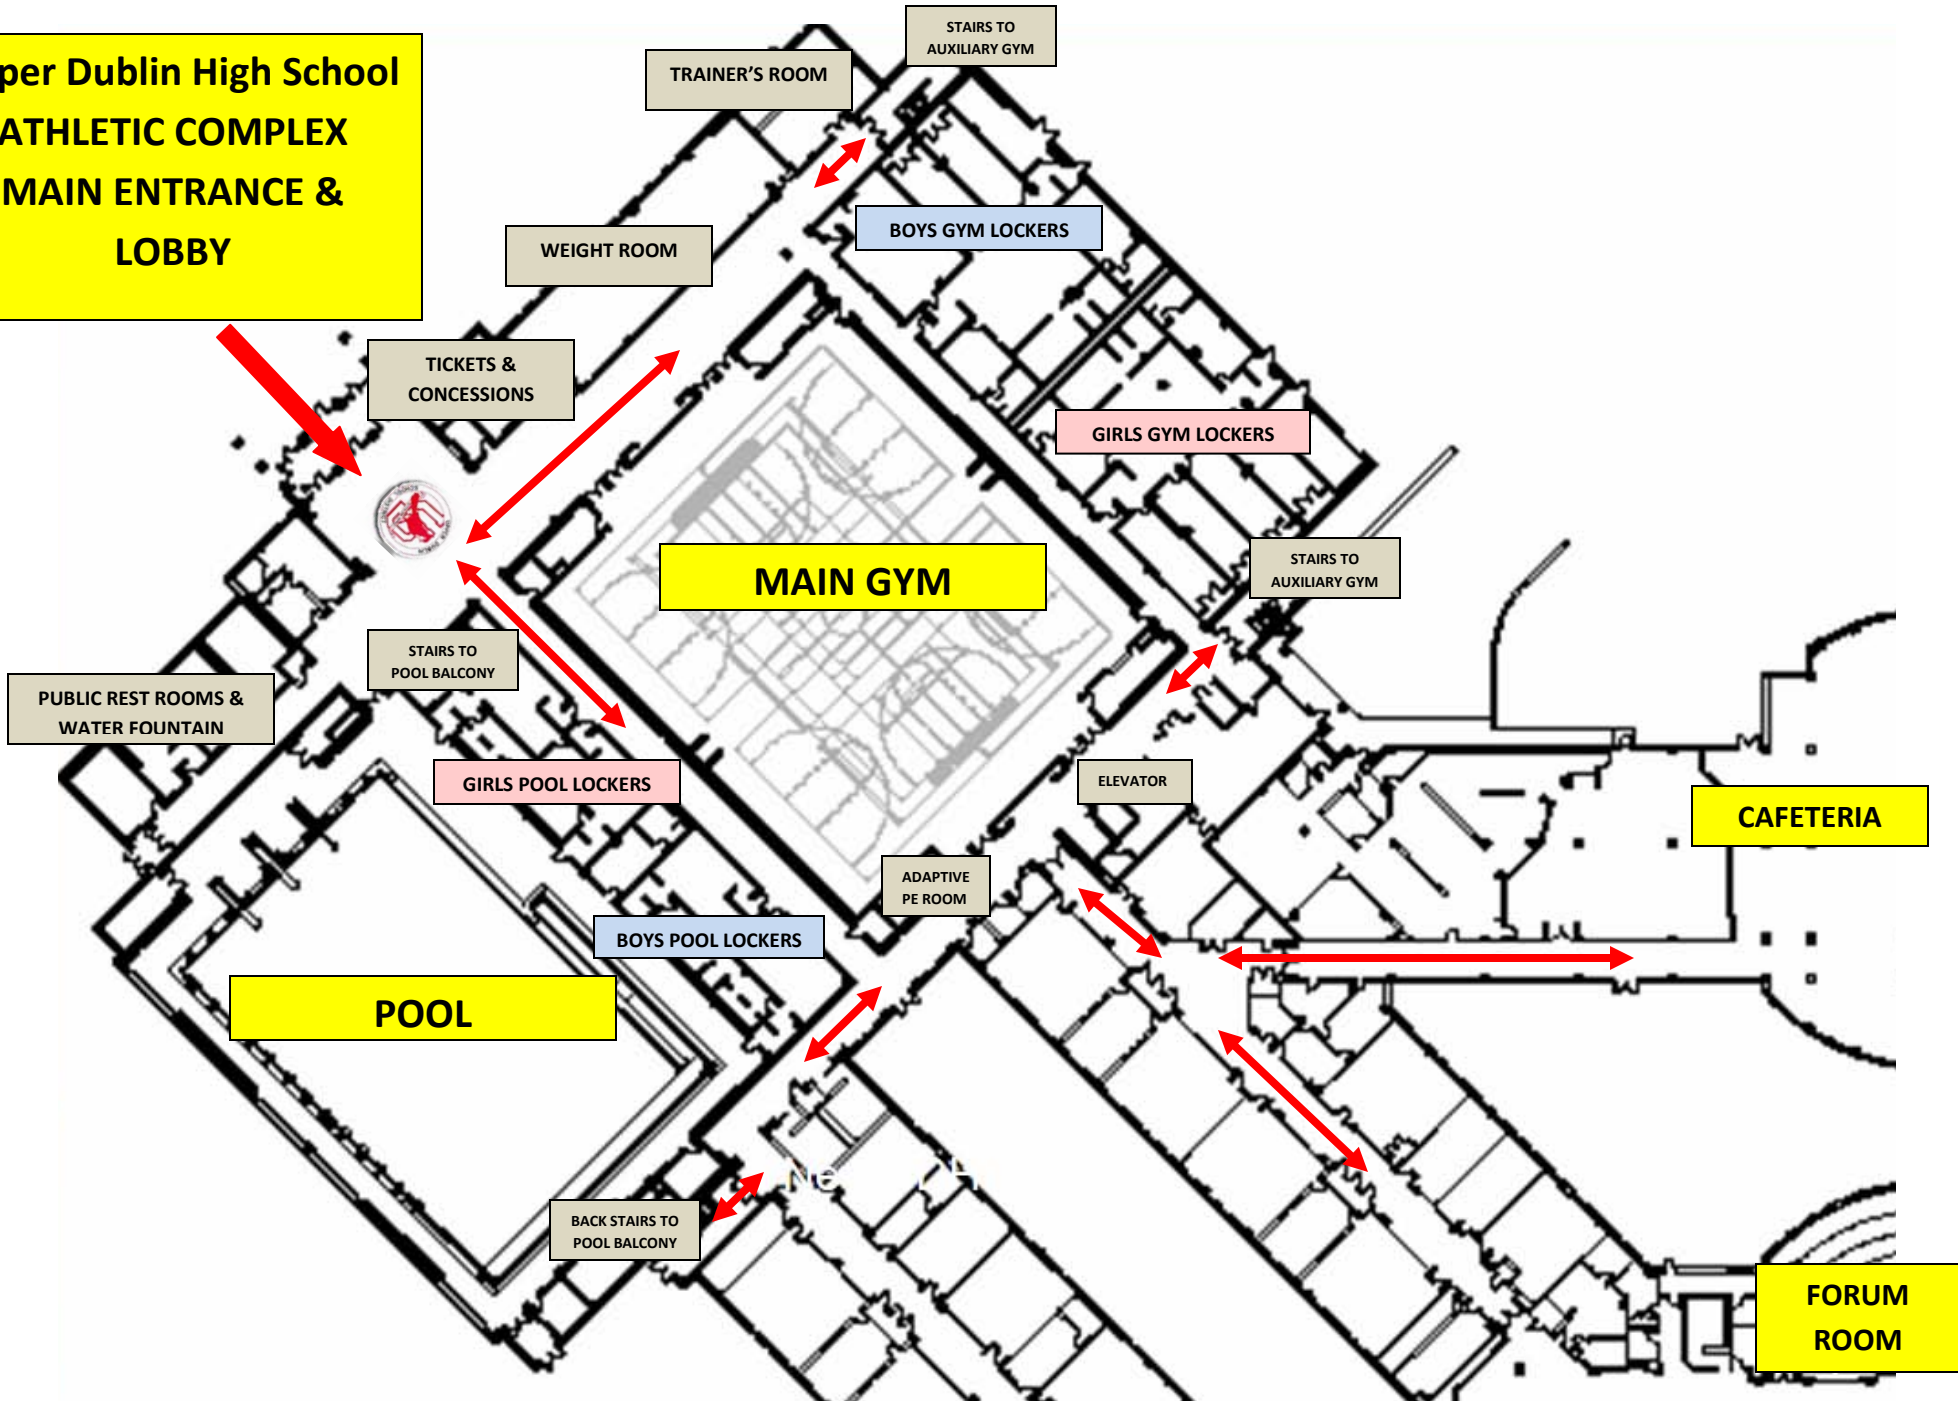 STAIRS TO
AUXILIARY GYM
per Dublin High School
ATHLETIC COMPLEX
MAIN ENTRANCE &
LOBBY
TRAINER'S ROOM
BOYS GYM LOCKERS
WEIGHT ROOM
TICKETS &
CONCESSIONS
GIRLS GYM LOCKERS
STAIRS TO
AUXILIARY GYM
MAIN GYM
STAIRS TO
POOL BALCONY
PUBLIC REST ROOMS &
WATER FOUNTAIN
GIRLS POOL LOCKERS
ELEVATOR
CAFETERIA
ADAPTIVE
PE ROOM
BOYS POOL LOCKERS
POOL
BACK STAIRS TO
POOL BALCONY
FORUM
ROOM